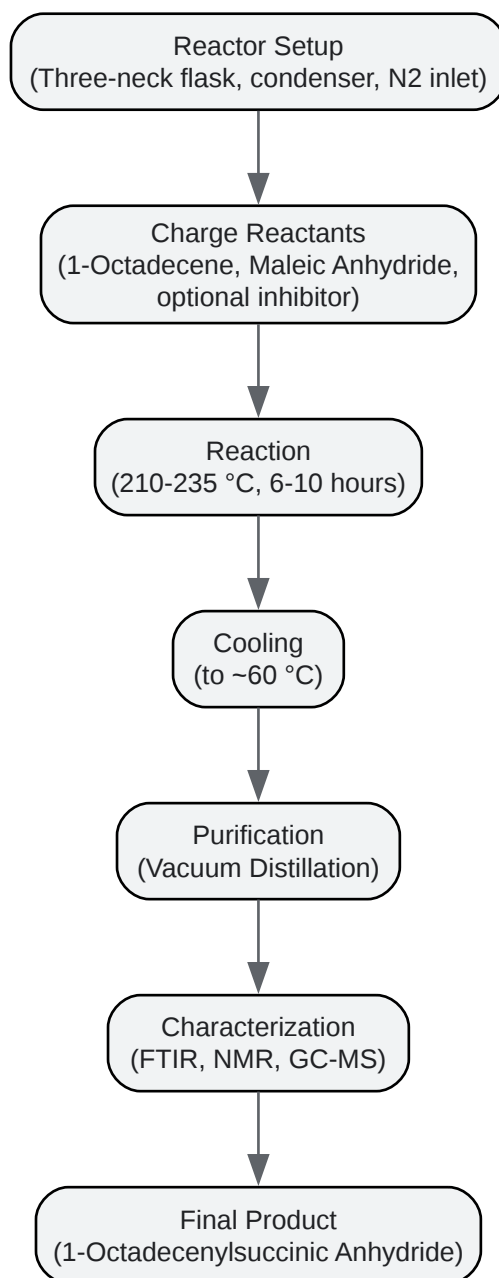 Reactor Setup
(Three-neck flask, condenser, N2 inlet)
Charge Reactants
(1-Octadecene, Maleic Anhydride,
optional inhibitor)
Reaction
(210-235 °C, 6-10 hours)
Cooling
(to ~60 °C)
Purification
(Vacuum Distillation)
Characterization
(FTIR, NMR, GC-MS)
Final Product
(1-Octadecenylsuccinic Anhydride)